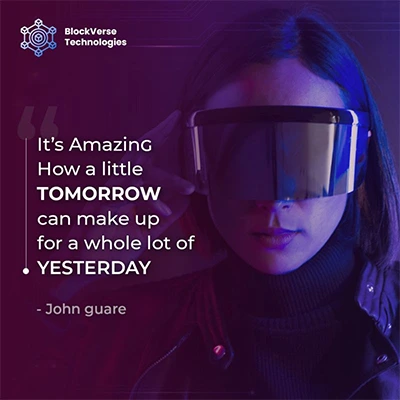 BlockVerse
Technologies
“
It's Amazing
How a little
TOMORROW
can make up
for a whole lot of
YESTERDAY
- John guare